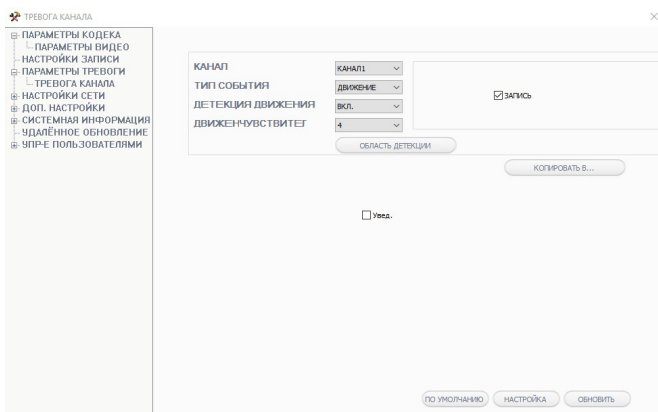 ТРЕВОГА КАНАЛА
ПАРАМЕТРЫ КОДЕКА
ПАРАМЕТРЫ ВИДЕО
НАСТРОЙКИ ЗАПИСИ
ПАРАМЕТРЫ ТРЕВОГИ
ТРЕВОГА КАНАЛА
НАСТРОЙКИ СЕТИ
ДОП. НАСТРОЙКИ
СИСТЕМНАЯ ИНФОРМАЦИЯ
УДАЛЁННОЕ ОБНОВЛЕНИЕ
УПР-Е ПОЛЬЗОВАТЕЛЯМИ
КАНАЛ КАНАЛ1
ТИП СОБЫТИЯ ДВИЖЕНИЕ
ЗАПИСЬ
ДЕТЕКЦИЯ ДВИЖЕНИЯ ВКЛ.
ДВИЖЕНЧУВСТВИТЕГ 4
ОБЛАСТЬ ДЕТЕКЦИИ
КОПИРОВАТЬ В...
Увед.
ПО УМОЛЧАНИЮ НАСТРОЙКА ОБНОВИТЬ